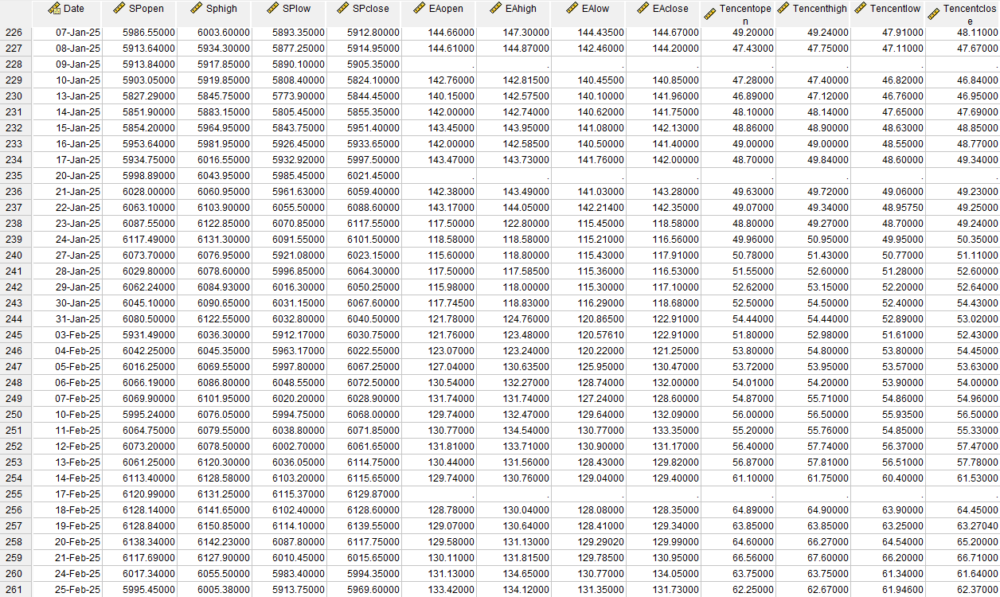 Date SPopen Sphigh SPlow SPclose EAopen EAhigh EAlow EAclose Tencentopen Tencenthigh Tencentlow Tencentclose
226 07-Jan-25 5986.55000 6003.60000 5893.35000 5912.80000 144.66000 147.30000 144.43500 144.67000 49.20000 49.24000 47.91000 48.11000
227 08-Jan-25 5913.64000 5934.30000 5877.25000 5914.95000 144.61000 144.87000 142.46000 144.20000 47.43000 47.75000 47.11000 47.67000
228 09-Jan-25 5913.84000 5917.85000 5890.10000 5905.35000 . . . . . . . .
229 10-Jan-25 5903.05000 5919.85000 5808.40000 5824.10000 142.76000 142.81500 140.45500 140.85000 47.28000 47.40000 46.82000 46.84000
230 13-Jan-25 5827.29000 5845.75000 5773.90000 5844.45000 140.15000 142.57500 140.10000 141.96000 46.89000 47.12000 46.76000 46.95000
231 14-Jan-25 5851.90000 5883.15000 5805.45000 5855.35000 142.00000 142.74000 140.62000 141.75000 48.10000 48.14000 47.65000 47.69000
232 15-Jan-25 5854.20000 5964.95000 5843.75000 5951.40000 143.45000 143.95000 141.08000 142.13000 48.86000 48.90000 48.63000 48.85000
233 16-Jan-25 5953.64000 5981.95000 5926.45000 5933.65000 142.00000 142.58500 140.50000 141.40000 49.00000 49.00000 48.55000 48.77000
234 17-Jan-25 5934.75000 6016.55000 5932.92000 5997.50000 143.47000 143.73000 141.76000 142.00000 48.70000 49.84000 48.60000 49.34000
235 20-Jan-25 5998.89000 6043.95000 5985.45000 6021.45000 . . . . . . . .
236 21-Jan-25 6028.00000 6060.95000 5961.63000 6059.40000 142.38000 143.49000 141.03000 143.28000 49.63000 49.72000 49.06000 49.23000
237 22-Jan-25 6063.10000 6103.90000 6055.50000 6088.60000 143.17000 144.05000 142.21400 142.35000 49.07000 49.34000 48.95750 49.25000
238 23-Jan-25 6087.55000 6122.85000 6070.85000 6117.55000 117.50000 122.80000 115.45000 118.58000 48.80000 49.27000 48.70000 49.24000
239 24-Jan-25 6117.49000 6131.30000 6091.55000 6101.50000 118.58000 118.58000 115.21000 116.56000 49.96000 50.95000 49.95000 50.35000
240 27-Jan-25 6073.70000 6076.95000 5921.08000 6023.15000 115.60000 118.80000 115.43000 117.91000 50.78000 51.43000 50.77000 51.11000
241 28-Jan-25 6029.80000 6078.60000 5996.85000 6064.30000 117.50000 117.58500 115.36000 116.53000 51.55000 52.60000 51.28000 52.60000
242 29-Jan-25 6062.24000 6084.93000 6016.30000 6050.25000 115.98000 118.00000 115.30000 117.10000 52.62000 53.15000 52.20000 52.64000
243 30-Jan-25 6045.10000 6090.65000 6031.15000 6067.60000 117.74500 118.83000 116.29000 118.68000 52.50000 54.50000 52.40000 54.43000
244 31-Jan-25 6080.50000 6122.55000 6032.80000 6040.50000 121.78000 124.76000 120.86500 122.91000 54.44000 54.44000 52.89000 53.02000
245 03-Feb-25 5931.49000 6036.30000 5912.17000 6030.75000 121.76000 123.48000 120.57610 122.91000 51.80000 52.98000 51.61000 52.43000
246 04-Feb-25 6042.25000 6045.35000 5963.17000 6022.55000 123.07000 123.24000 120.22000 121.25000 53.80000 54.80000 53.80000 54.45000
247 05-Feb-25 6016.25000 6069.55000 5997.80000 6067.25000 127.04000 130.63500 125.95000 130.47000 53.72000 53.95000 53.57000 53.63000
248 06-Feb-25 6066.19000 6086.80000 6048.55000 6072.50000 130.54000 132.27000 128.74000 132.00000 54.01000 54.20000 53.90000 54.00000
249 07-Feb-25 6069.90000 6101.95000 6020.20000 6028.90000 131.74000 131.74000 127.24000 128.60000 54.87000 55.71000 54.86000 54.96000
250 10-Feb-25 5995.24000 6076.05000 5994.75000 6068.00000 129.74000 132.47000 129.64000 132.09000 56.00000 56.50000 55.93500 56.50000
251 11-Feb-25 6064.75000 6079.55000 6038.80000 6071.85000 130.77000 134.54000 130.77000 133.35000 55.20000 55.76000 54.85000 55.33000
252 12-Feb-25 6073.20000 6078.50000 6002.70000 6061.65000 131.81000 133.71000 130.90000 131.17000 56.40000 57.74000 56.37000 57.47000
253 13-Feb-25 6061.25000 6120.30000 6036.05000 6114.75000 130.44000 131.56000 128.43000 129.82000 56.87000 57.81000 56.51000 57.78000
254 14-Feb-25 6113.40000 6128.58000 6103.20000 6115.65000 129.74000 130.76000 129.04000 129.40000 61.10000 61.75000 60.40000 61.53000
255 17-Feb-25 6120.99000 6131.25000 6115.37000 6129.87000 . . . . . . . .
256 18-Feb-25 6128.14000 6141.65000 6102.40000 6128.60000 128.78000 130.04000 128.08000 128.35000 64.89000 64.90000 63.90000 64.45000
257 19-Feb-25 6128.84000 6150.85000 6114.10000 6139.55000 129.07000 130.64000 128.41000 129.34000 63.85000 63.85000 63.25000 63.27040
258 20-Feb-25 6138.34000 6142.23000 6087.80000 6117.75000 129.58000 131.13000 129.29020 129.99000 64.60000 66.27000 64.54000 65.20000
259 21-Feb-25 6117.69000 6127.90000 6010.45000 6015.65000 130.11000 131.81500 129.78500 130.95000 66.56000 67.60000 66.20000 66.71000
260 24-Feb-25 6017.34000 6055.50000 5983.40000 5994.35000 131.13000 134.65000 130.77000 134.05000 63.75000 63.75000 61.34000 61.64000
261 25-Feb-25 5995.45000 6005.38000 5913.75000 5969.60000 133.42000 134.12000 131.35000 131.73000 62.25000 62.67000 61.94600 62.37000